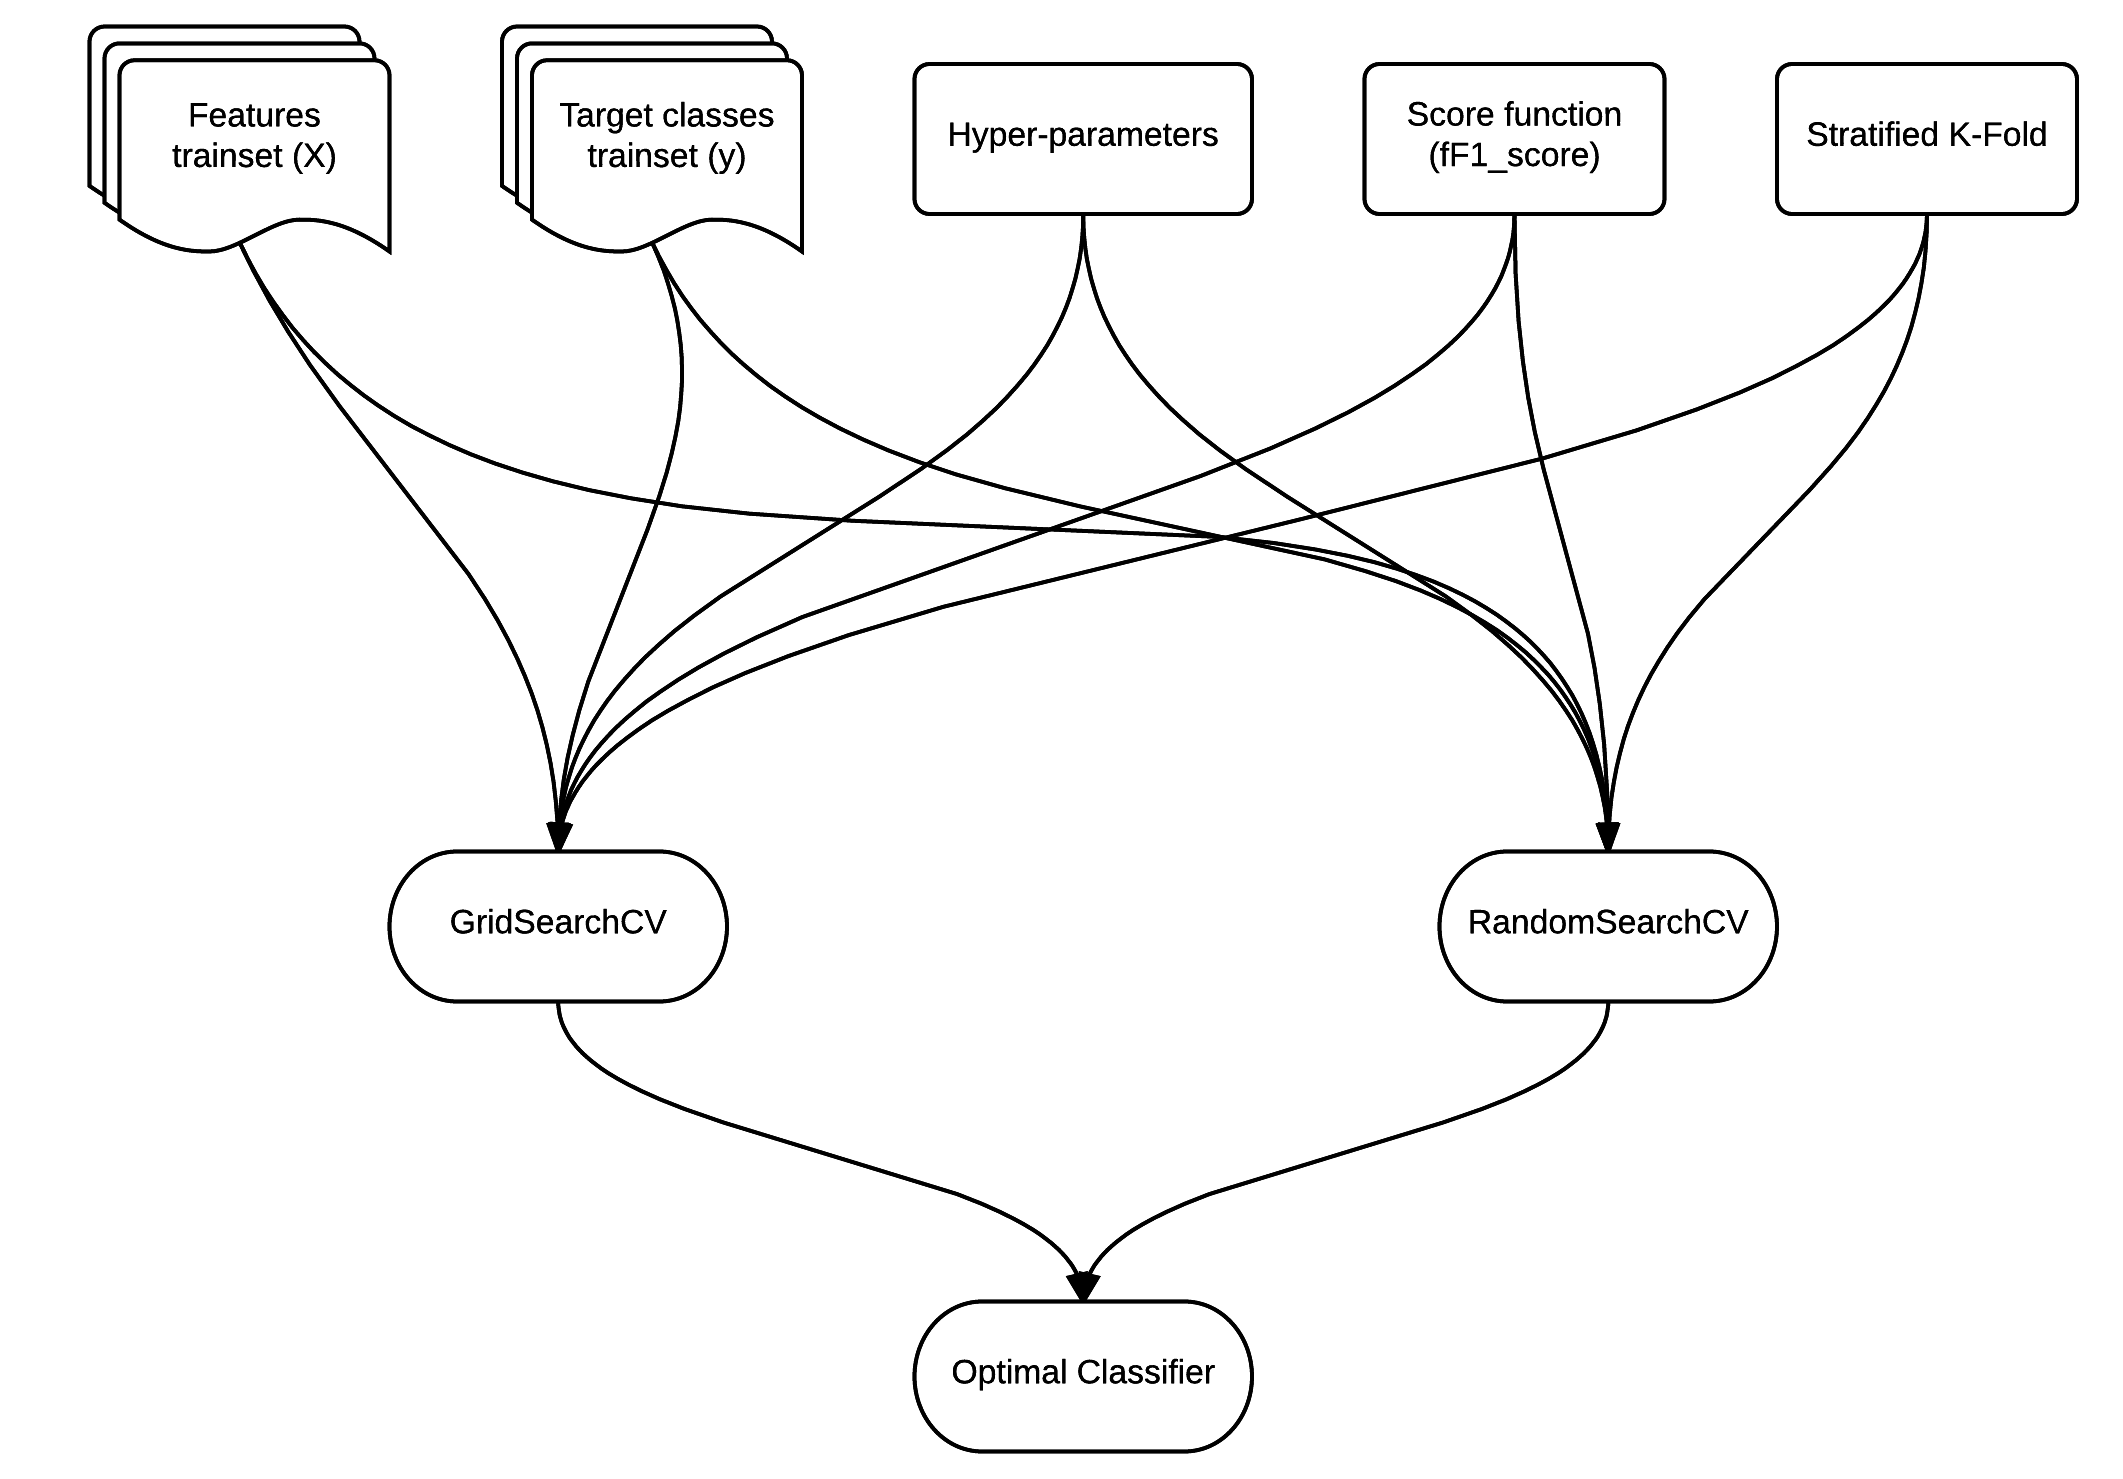 Features
trainset (X)
Target classes
trainset (y)
Hyper-parameters
Score function
(fF1_score)
Stratified K-Fold
GridSearchCV
RandomSearchCV
Optimal Classifier